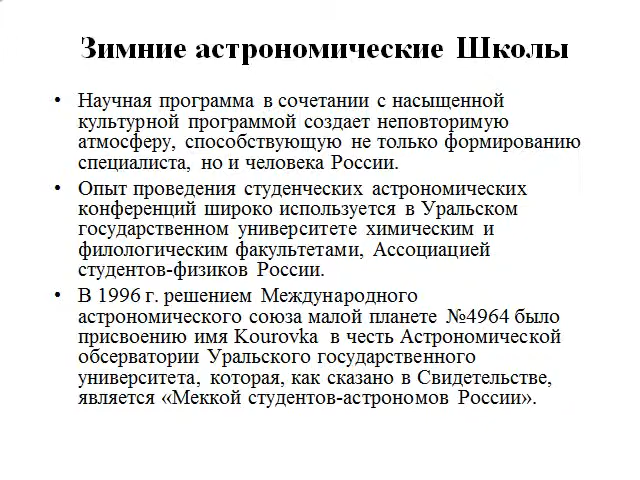 Зимние астрономические Школы
• Научная программа в сочетании с насыщенной
культурной программой создает неповторимую
атмосферу, способствующую не только формированию
специалиста, но и человека России.
• Опыт проведения студенческих астрономических
конференций широко используется в Уральском
государственном университете химическим и
филологическим факультетами, Ассоциацией
студентов-физиков России.
• В 1996 г. решением Международного
астрономического союза малой планете №4964 было
присвоению имя Kourovka в честь Астрономической
обсерватории Уральского государственного
университета, которая, как сказано в Свидетельстве,
является «Меккой студентов-астрономов России».